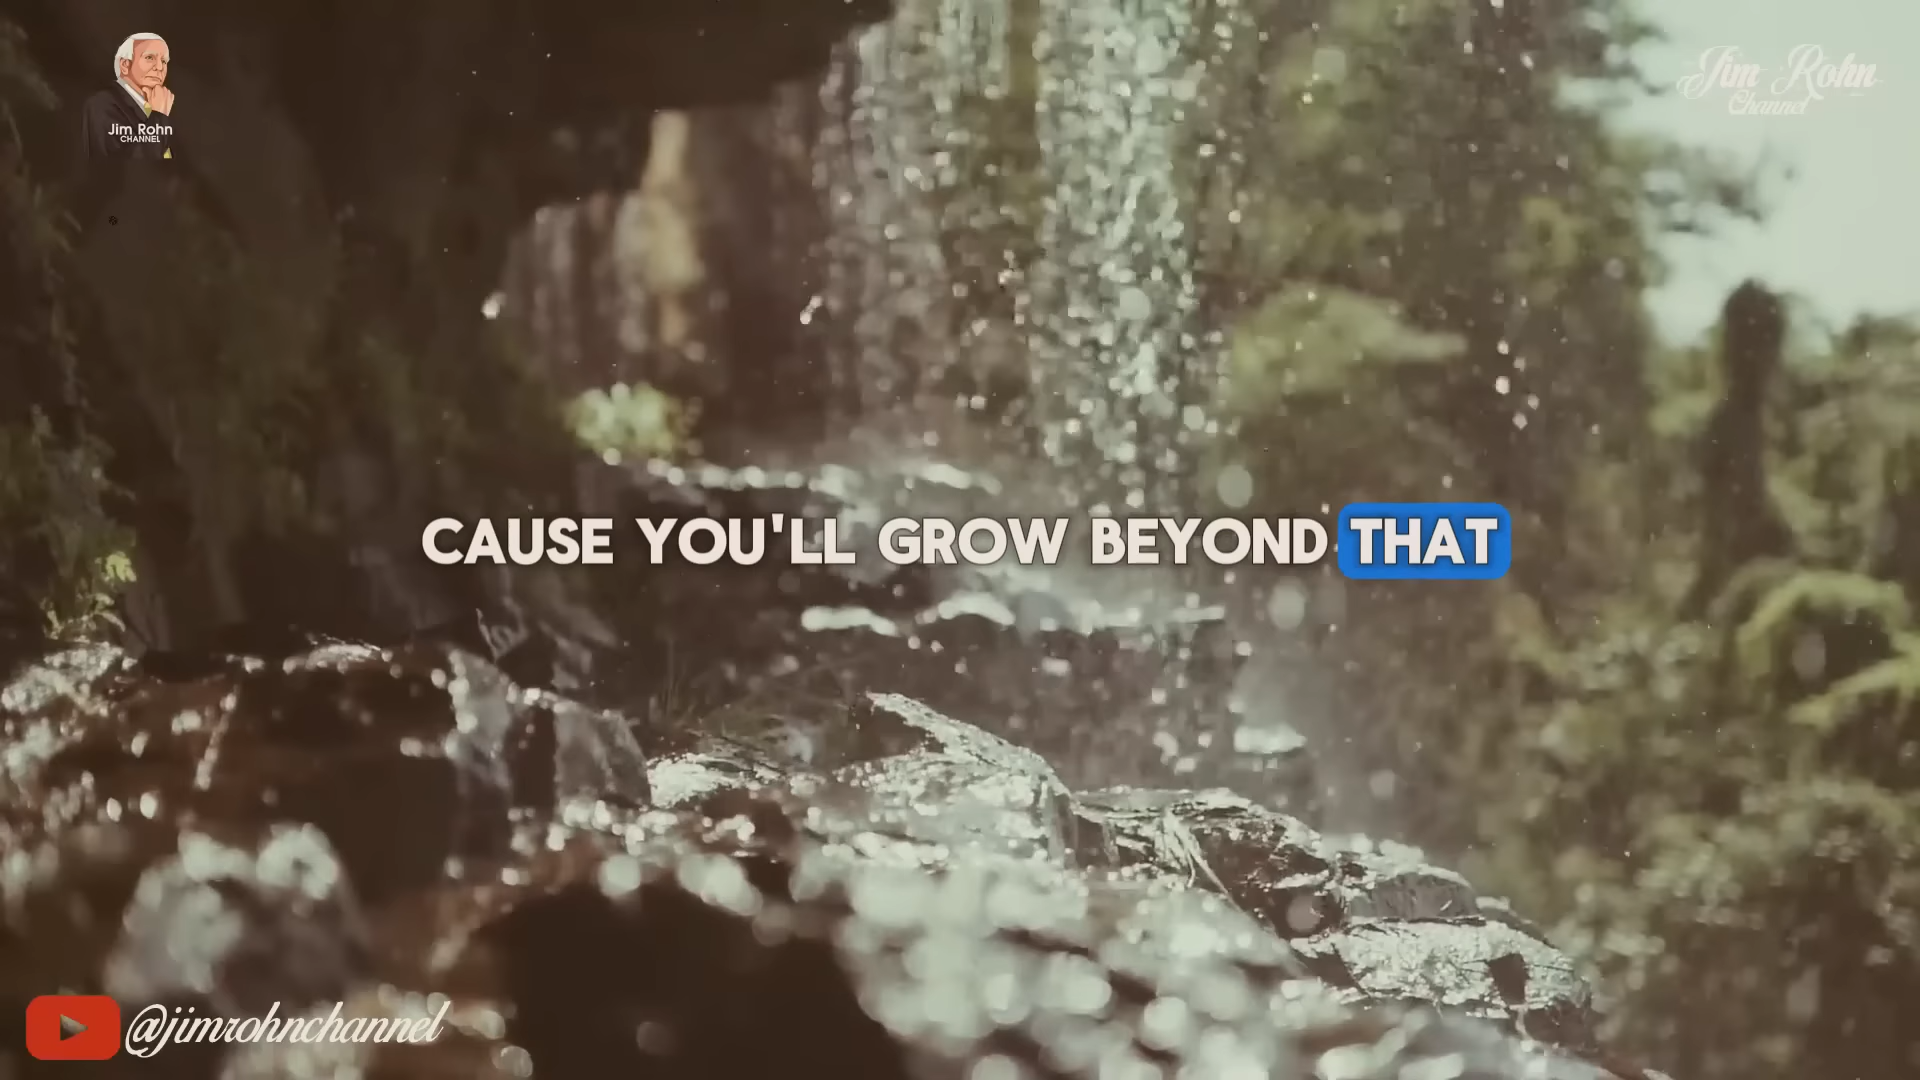 Jim Rohn
CHANNEL
Jim Rohn
Channel
CAUSE YOU'LL GROW BEYOND THAT
@jimrohnchannel